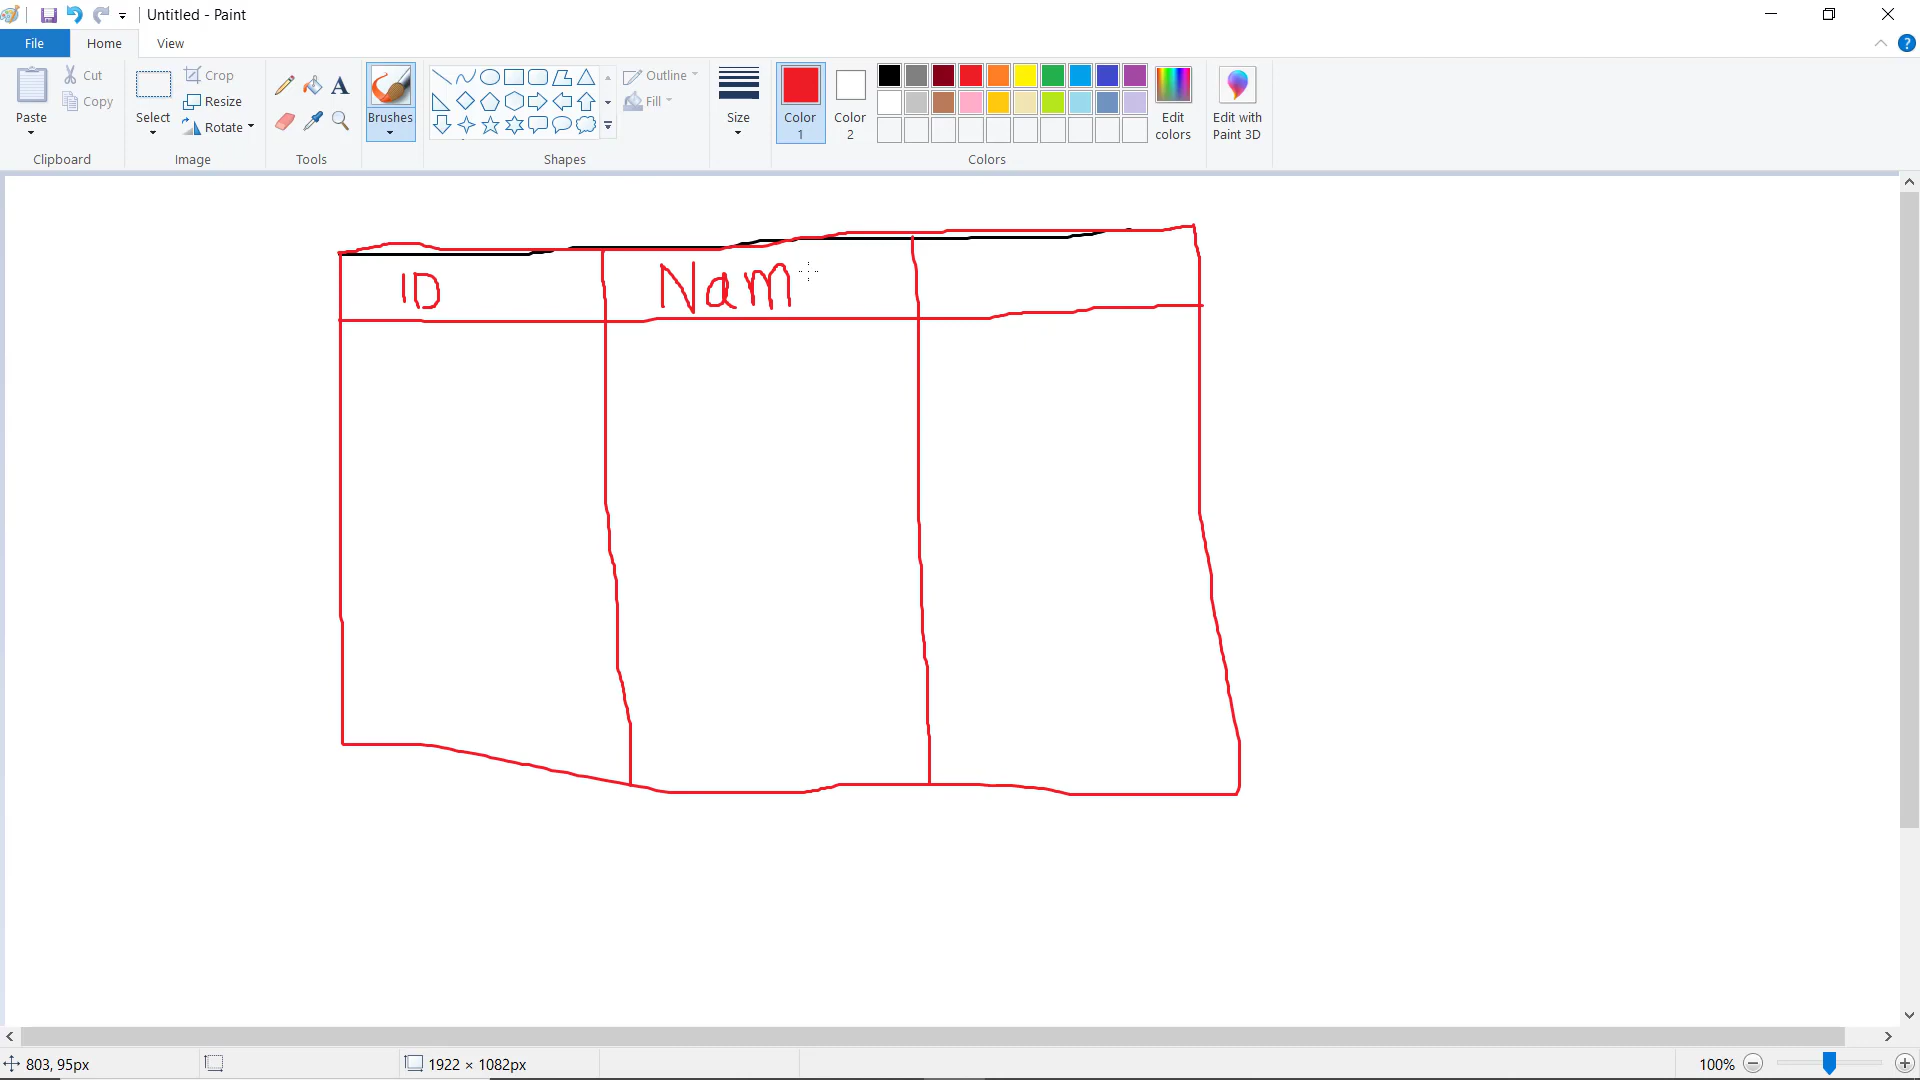 Untitled - Paint
File Home View ?
Paste Cut Copy Clipboard
Select Crop Resize Rotate Image
A Tools
Brushes
Outline Fill Shapes
Size
Color 1 Color 2 Edit colors Colors
Edit with Paint 3D
ID Nam
803, 95px 1922 × 1082px 100%